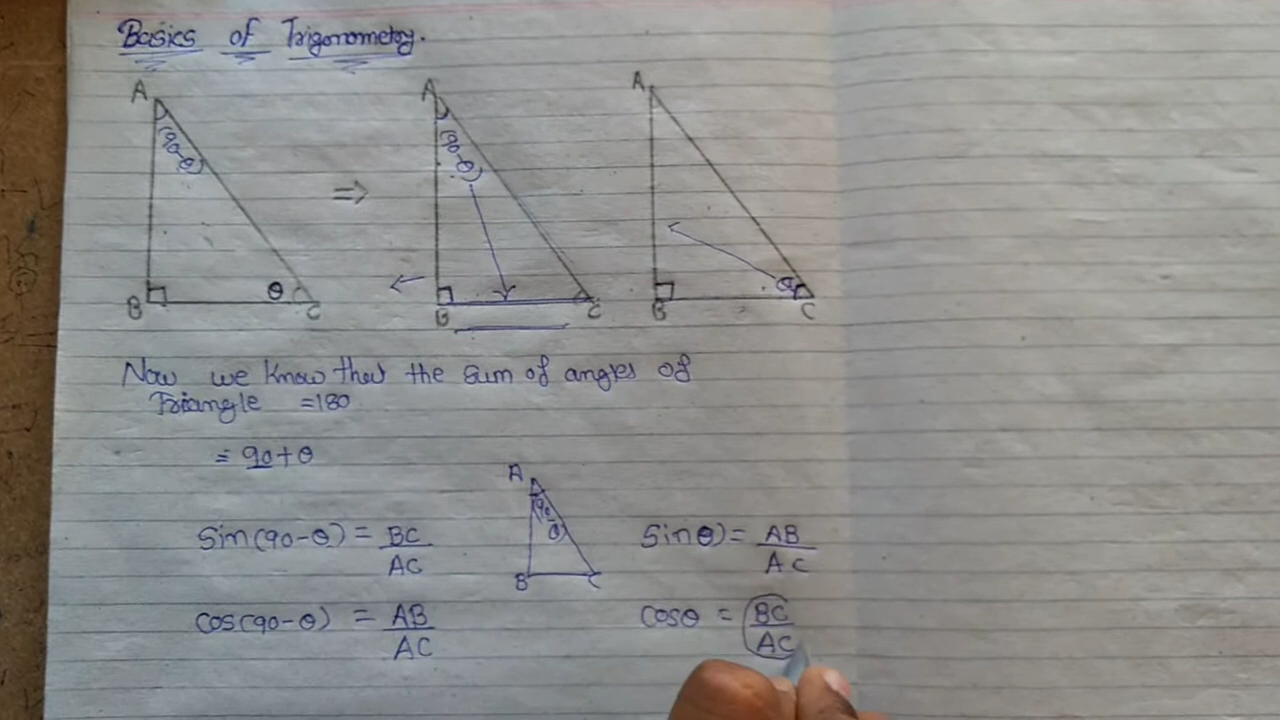 Basics of Trigonometry.
A A A
(90-θ) (90-θ)
⇒
θ θ
B C B C B C
Now we know that the sum of angles of
Triangle =180
= 90+θ
A
(90-θ)
B C
Sin(90-θ) = BC/AC
Sinθ) = AB/AC
cos(90-θ) = AB/AC
cosθ = BC/AC